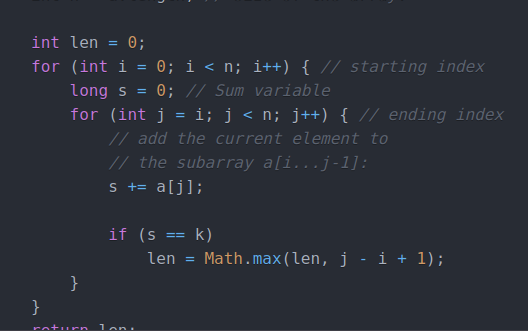 int len = 0;
for (int i = 0; i < n; i++) { // starting index
long s = 0; // Sum variable
for (int j = i; j < n; j++) { // ending index
// add the current element to
// the subarray a[i...j-1]:
s += a[j];
if (s == k)
len = Math.max(len, j - i + 1);
}
}
return len;